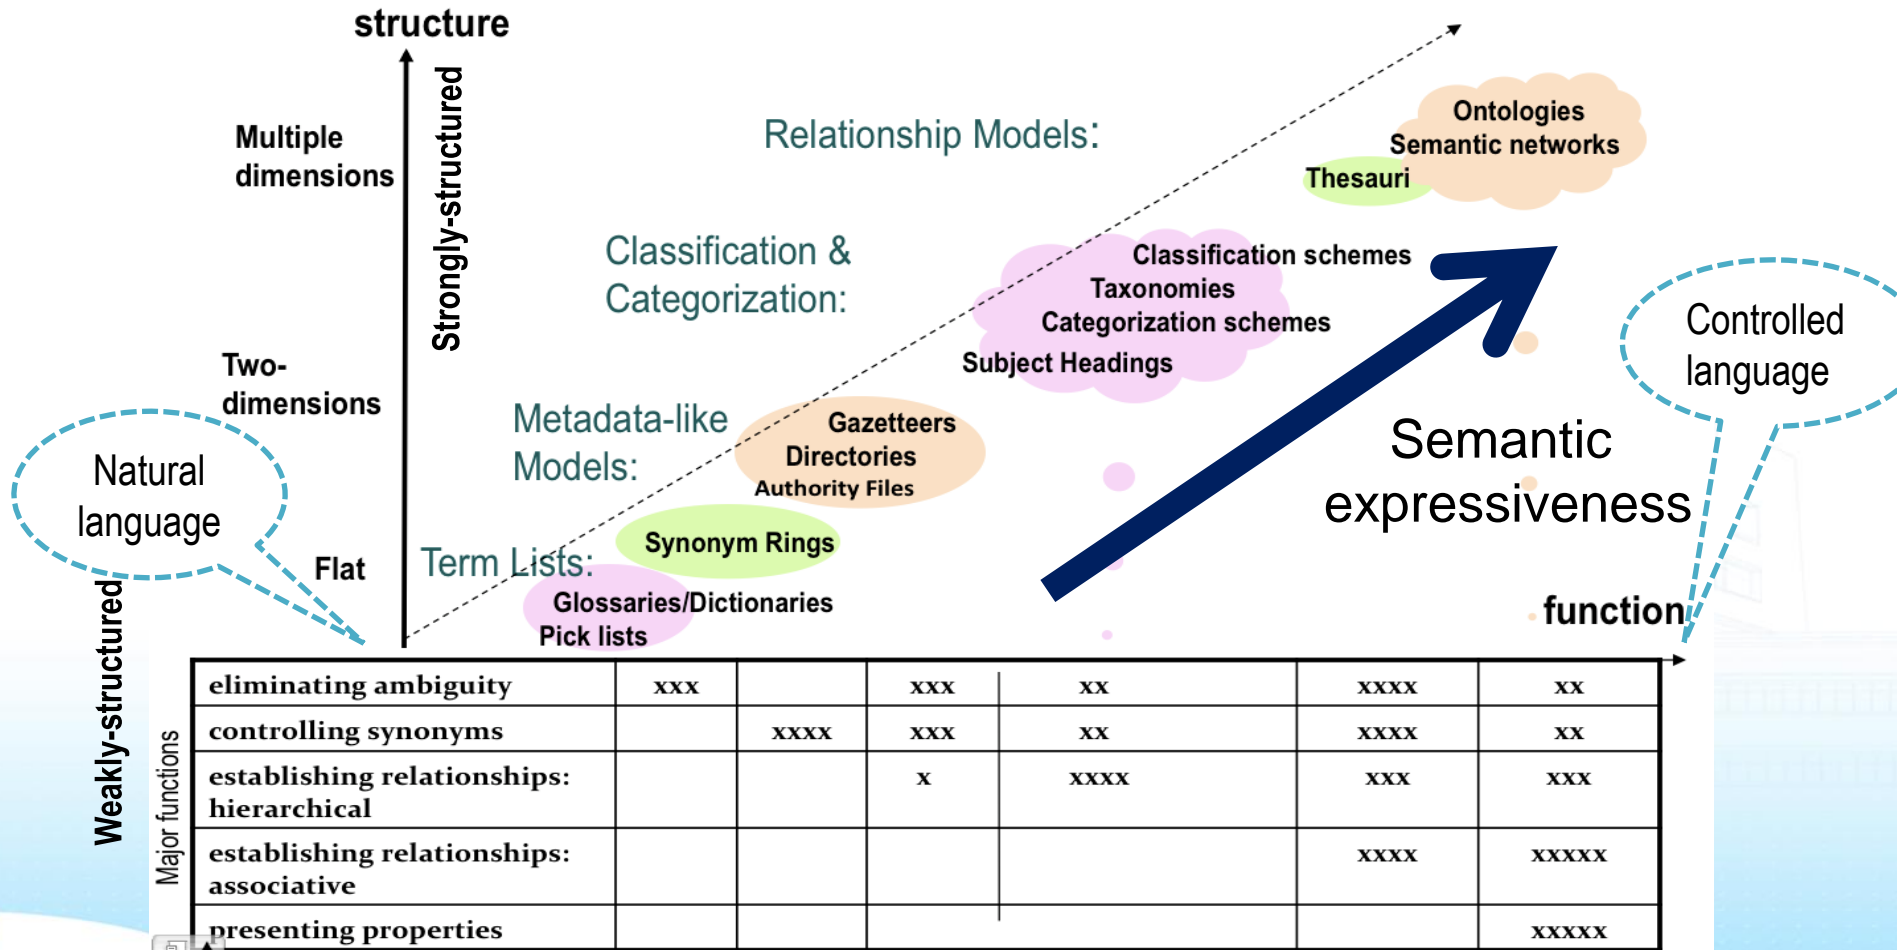 structure
Strongly-structured
Multiple
dimensions
Relationship Models:
Ontologies
Semantic networks
Thesauri
Classification &
Categorization:
Classification schemes
Taxonomies
Categorization schemes
Subject Headings
Two-
dimensions
Metadata-like
Models:
Gazetteers
Directories
Authority Files
Controlled
language
Semantic
expressiveness
Natural
language
Flat
Term Lists:
Synonym Rings
Glossaries/Dictionaries
Pick lists
function
Weakly-structured
Major functions
eliminating ambiguity xxx xxx xx xxxx xx
controlling synonyms xxxx xxx xx xxxx xx
establishing relationships: x xxxx xxx xxx
hierarchical
establishing relationships: xxxx xxxxx
associative
presenting properties xxxxx